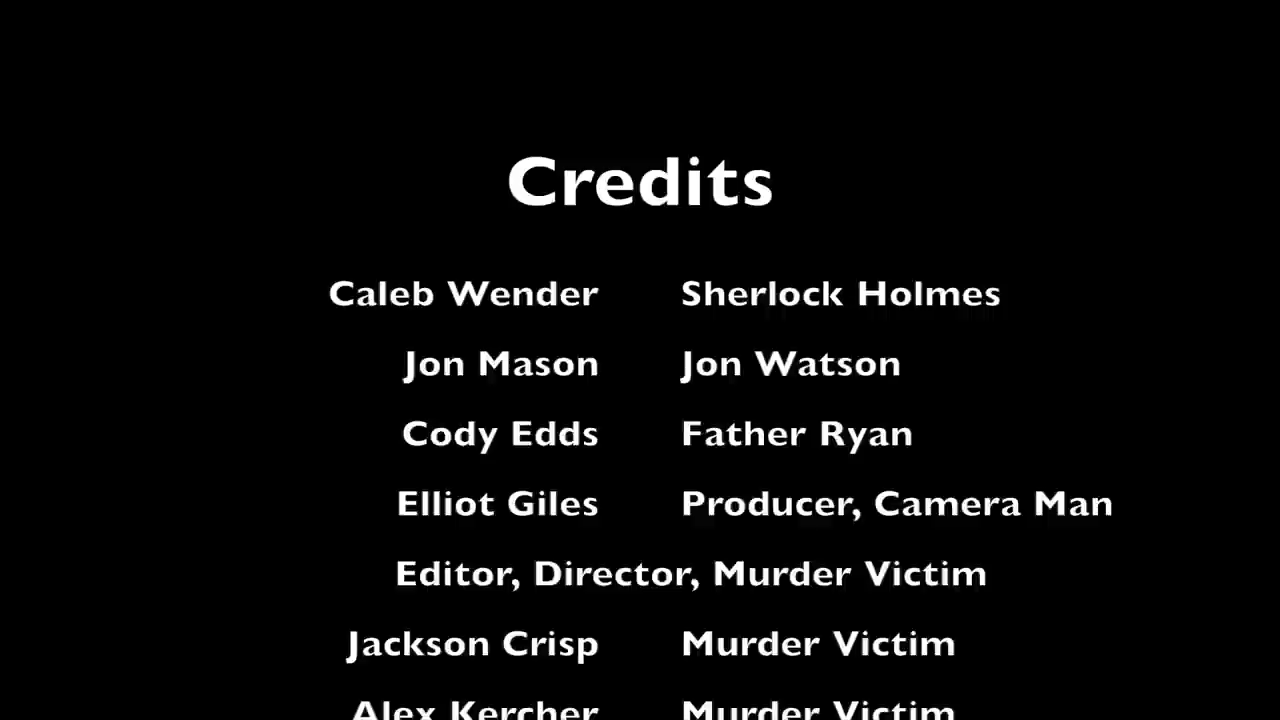 Credits
Caleb Wender Sherlock Holmes
Jon Mason Jon Watson
Cody Edds Father Ryan
Elliot Giles Producer, Camera Man
Editor, Director, Murder Victim
Jackson Crisp Murder Victim
Alex Kercher Murder Victim